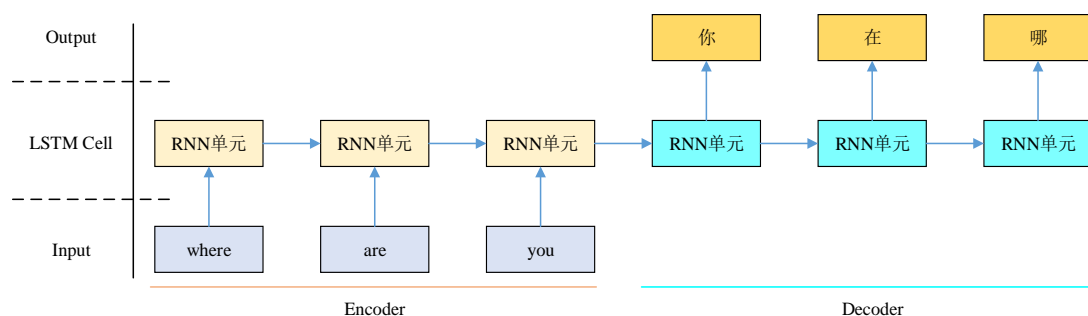 Output
你
在
哪
LSTM Cell
RNN单元
RNN单元
RNN单元
RNN单元
RNN单元
RNN单元
Input
where
are
you
Encoder
Decoder